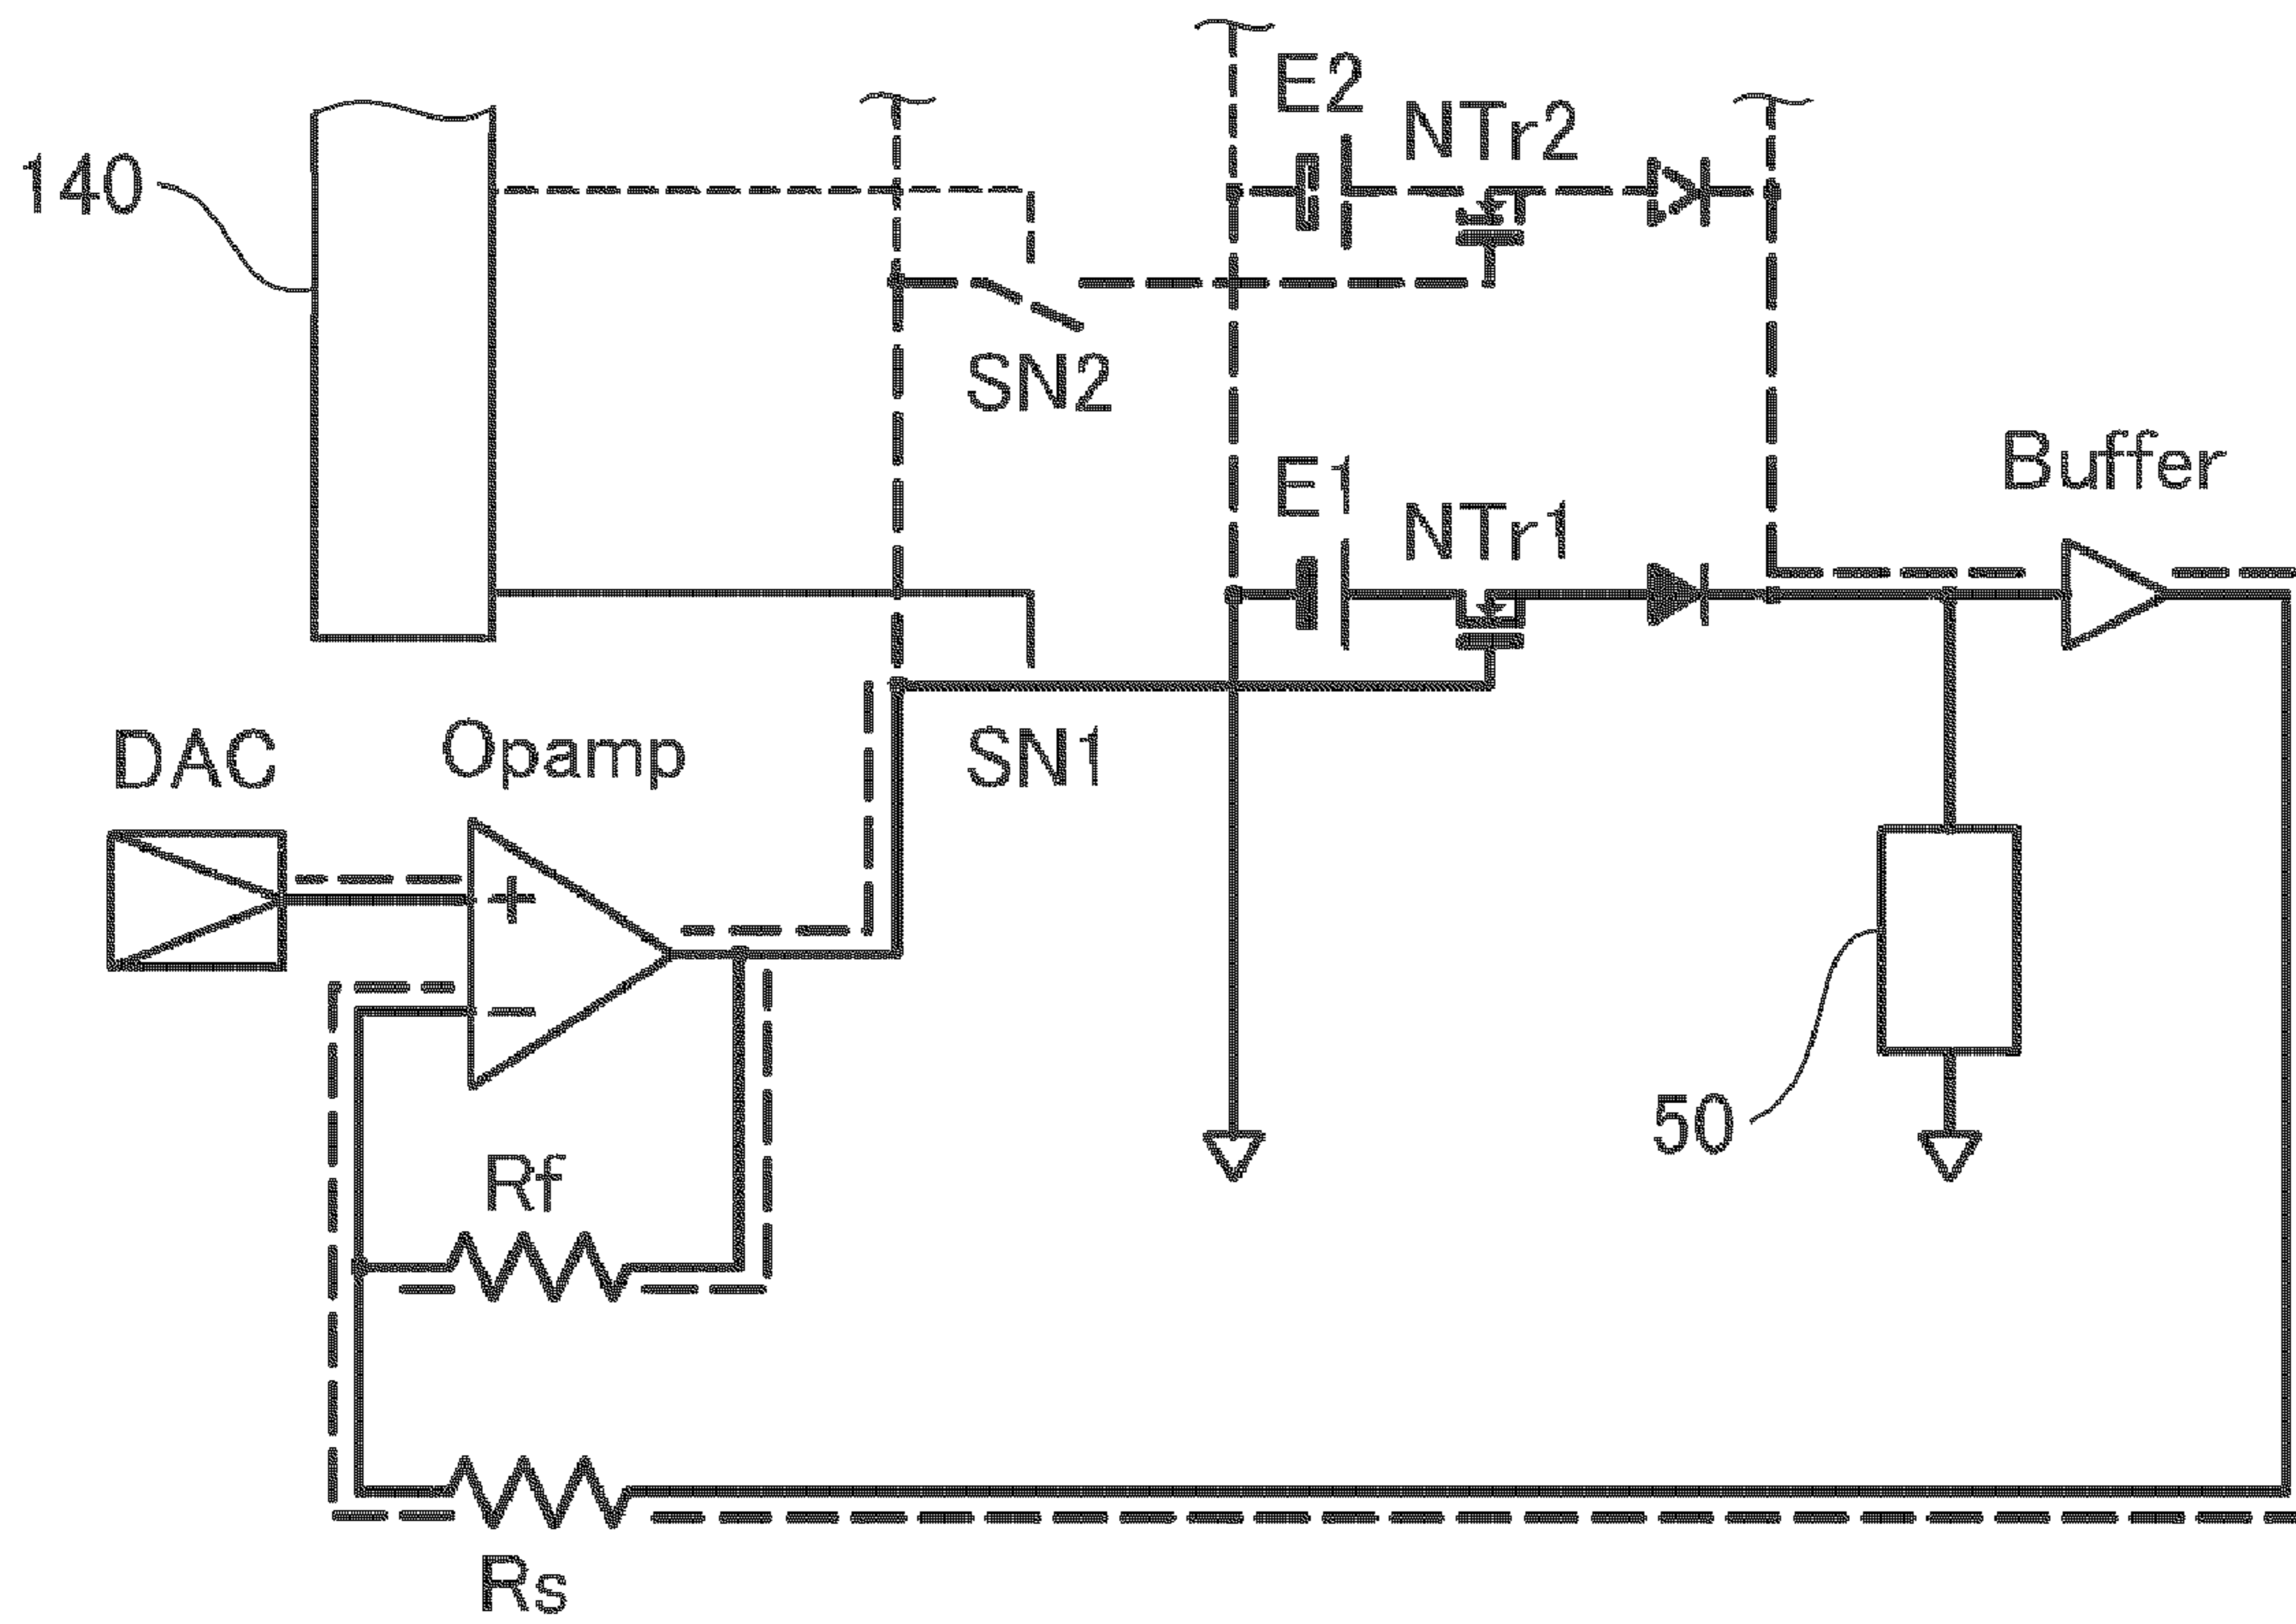 E2
NTr2
140
SN2
Buffer
E1
NTr1
DAC
Opamp
SN1
+
−
50
Rf
Rs